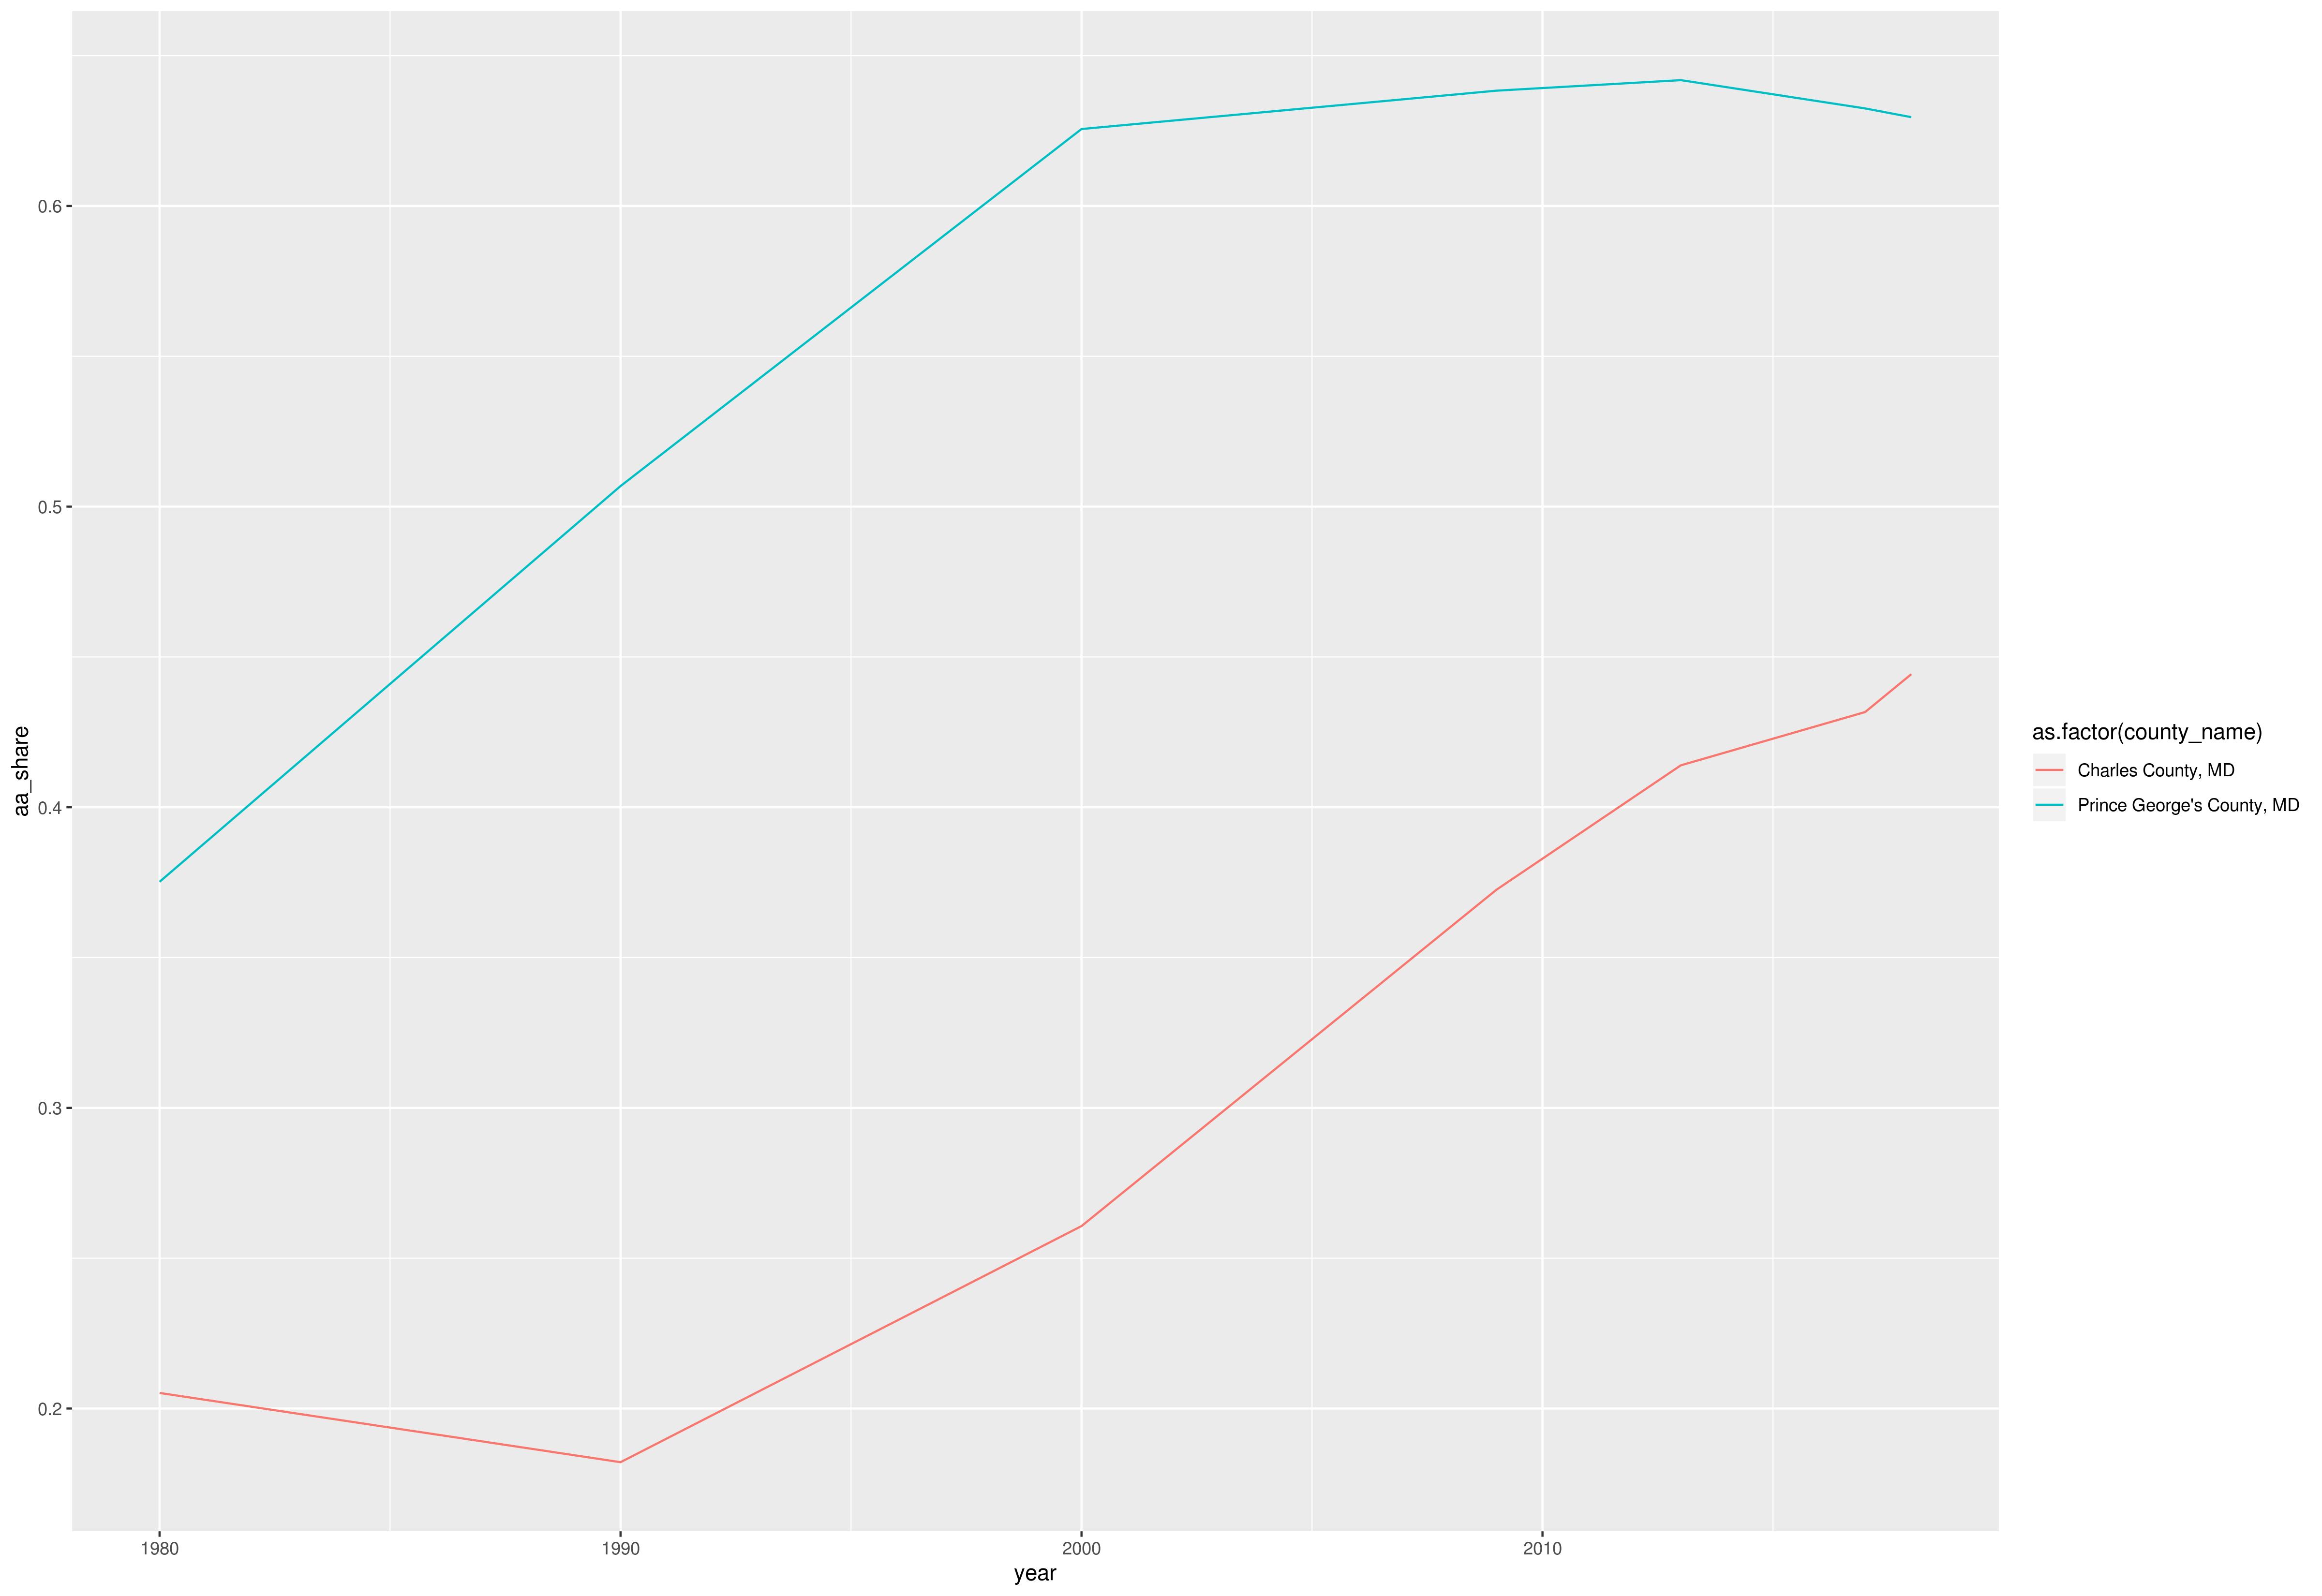 aa_share
0.6
0.5
0.4
0.3
0.2
1980 1990 2000 2010
year
as.factor(county_name)
Charles County, MD
Prince George's County, MD